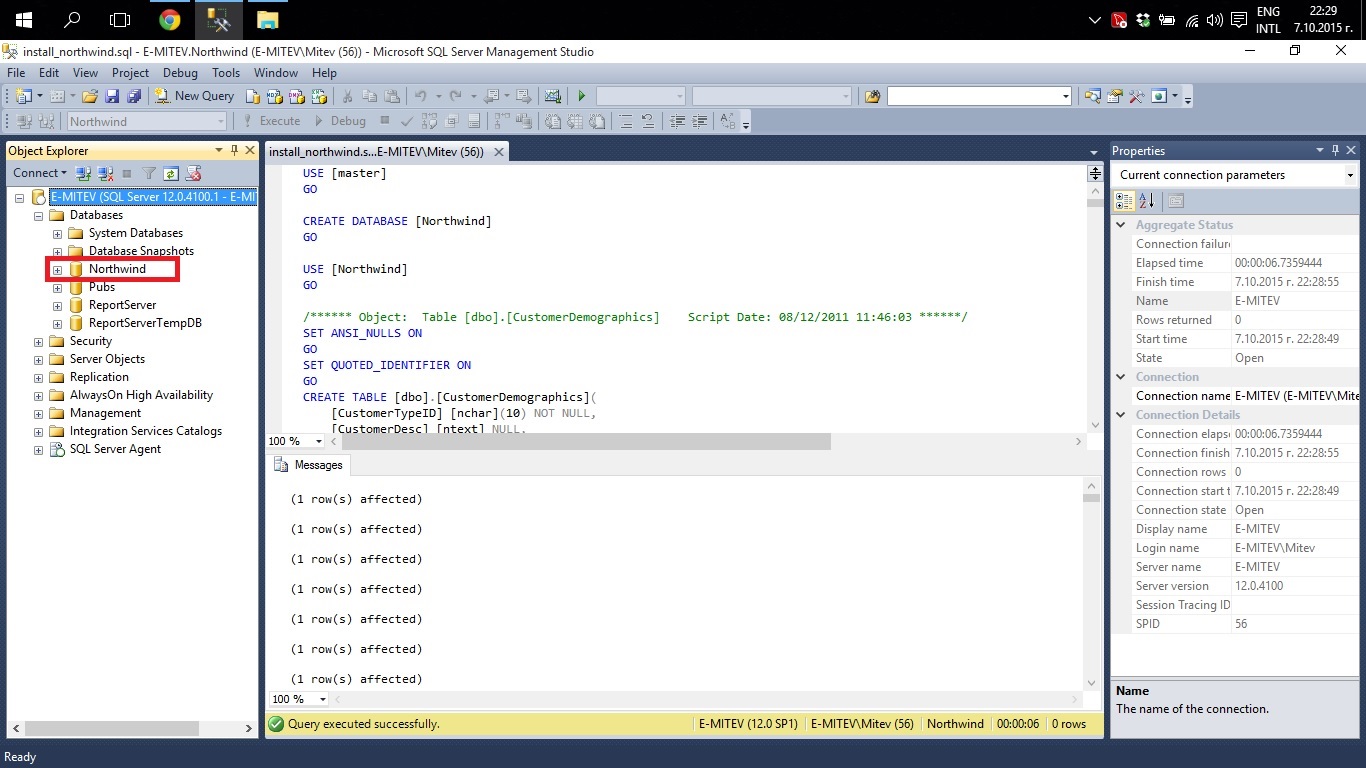 ENG
INTL
22:29
7.10.2015 г.
install_northwind.sql - E-MITEV.Northwind (E-MITEV\Mitev (56)) - Microsoft SQL Server Management Studio
File Edit View Project Debug Tools Window Help
New Query
Northwind Execute Debug
Object Explorer
Connect
E-MITEV (SQL Server 12.0.4100.1 - E-MIT
Databases
System Databases
Database Snapshots
Northwind
Pubs
ReportServer
ReportServerTempDB
Security
Server Objects
Replication
AlwaysOn High Availability
Management
Integration Services Catalogs
SQL Server Agent
install_northwind.s...E-MITEV\Mitev (56))
USE [master]
GO
CREATE DATABASE [Northwind]
GO
USE [Northwind]
GO
/****** Object:  Table [dbo].[CustomerDemographics]    Script Date: 08/12/2011 11:46:03 ******/
SET ANSI_NULLS ON
GO
SET QUOTED_IDENTIFIER ON
GO
CREATE TABLE [dbo].[CustomerDemographics](
[CustomerTypeID] [nchar](10) NOT NULL,
[CustomerDesc] [ntext] NULL,
100 %
Messages
(1 row(s) affected)
(1 row(s) affected)
(1 row(s) affected)
(1 row(s) affected)
(1 row(s) affected)
(1 row(s) affected)
(1 row(s) affected)
100 %
Query executed successfully. E-MITEV (12.0 SP1) E-MITEV\Mitev (56) Northwind 00:00:06 0 rows
Properties
Current connection parameters
Aggregate Status
Connection failure
Elapsed time 00:00:06.7359444
Finish time 7.10.2015 г. 22:28:55
Name E-MITEV
Rows returned 0
Start time 7.10.2015 г. 22:28:49
State Open
Connection
Connection name E-MITEV (E-MITEV\Mite
Connection Details
Connection elaps 00:00:06.7359444
Connection finish 7.10.2015 г. 22:28:55
Connection rows 0
Connection start t 7.10.2015 г. 22:28:49
Connection state Open
Display name E-MITEV
Login name E-MITEV\Mitev
Server name E-MITEV
Server version 12.0.4100
Session Tracing ID
SPID 56
Name
The name of the connection.
Ready